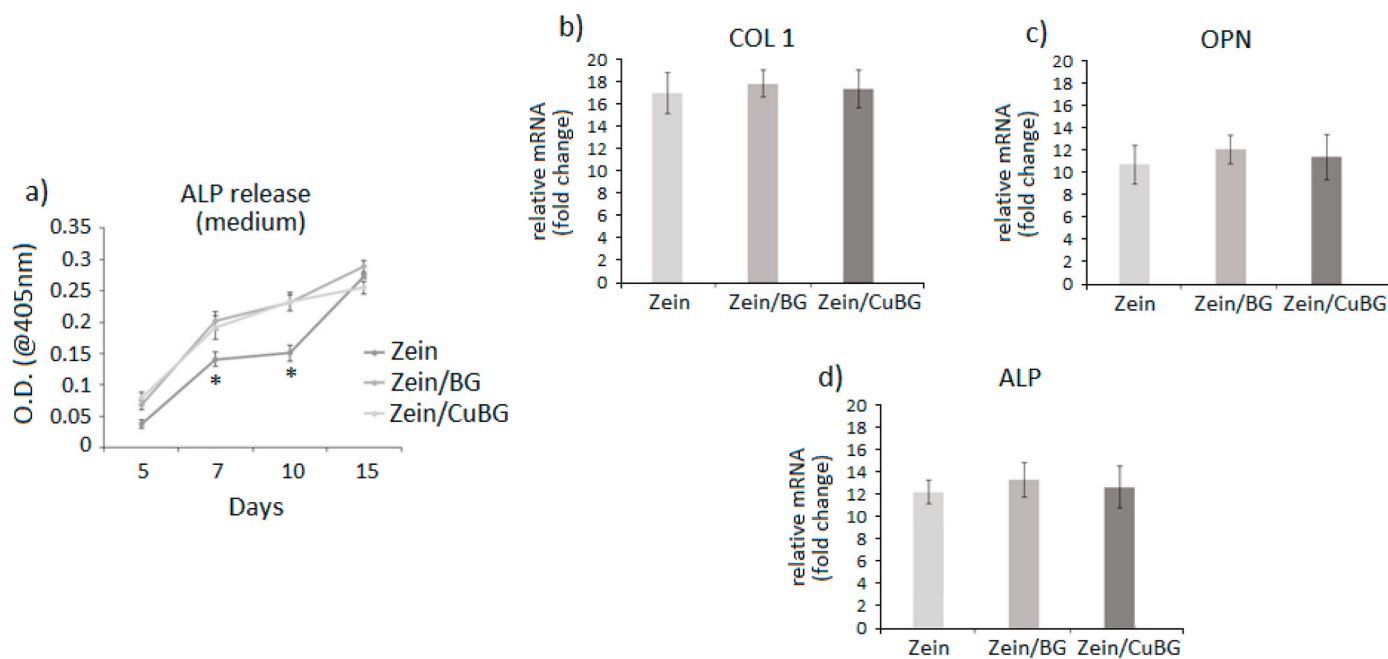 a)
ALP release
(medium)
O.D. (@405nm)
0.35
0.3
0.25
0.2
0.15
0.1
0.05
0
*
*
5
7
10
15
Days
Zein
Zein/BG
Zein/CuBG
b)
COL 1
relative mRNA
(fold change)
20
18
16
14
12
10
8
6
4
2
0
Zein
Zein/BG
Zein/CuBG
c)
OPN
relative mRNA
(fold change)
20
18
16
14
12
10
8
6
4
2
0
Zein
Zein/BG
Zein/CuBG
d)
ALP
relative mRNA
(fold change)
20
18
16
14
12
10
8
6
4
2
0
Zein
Zein/BG
Zein/CuBG